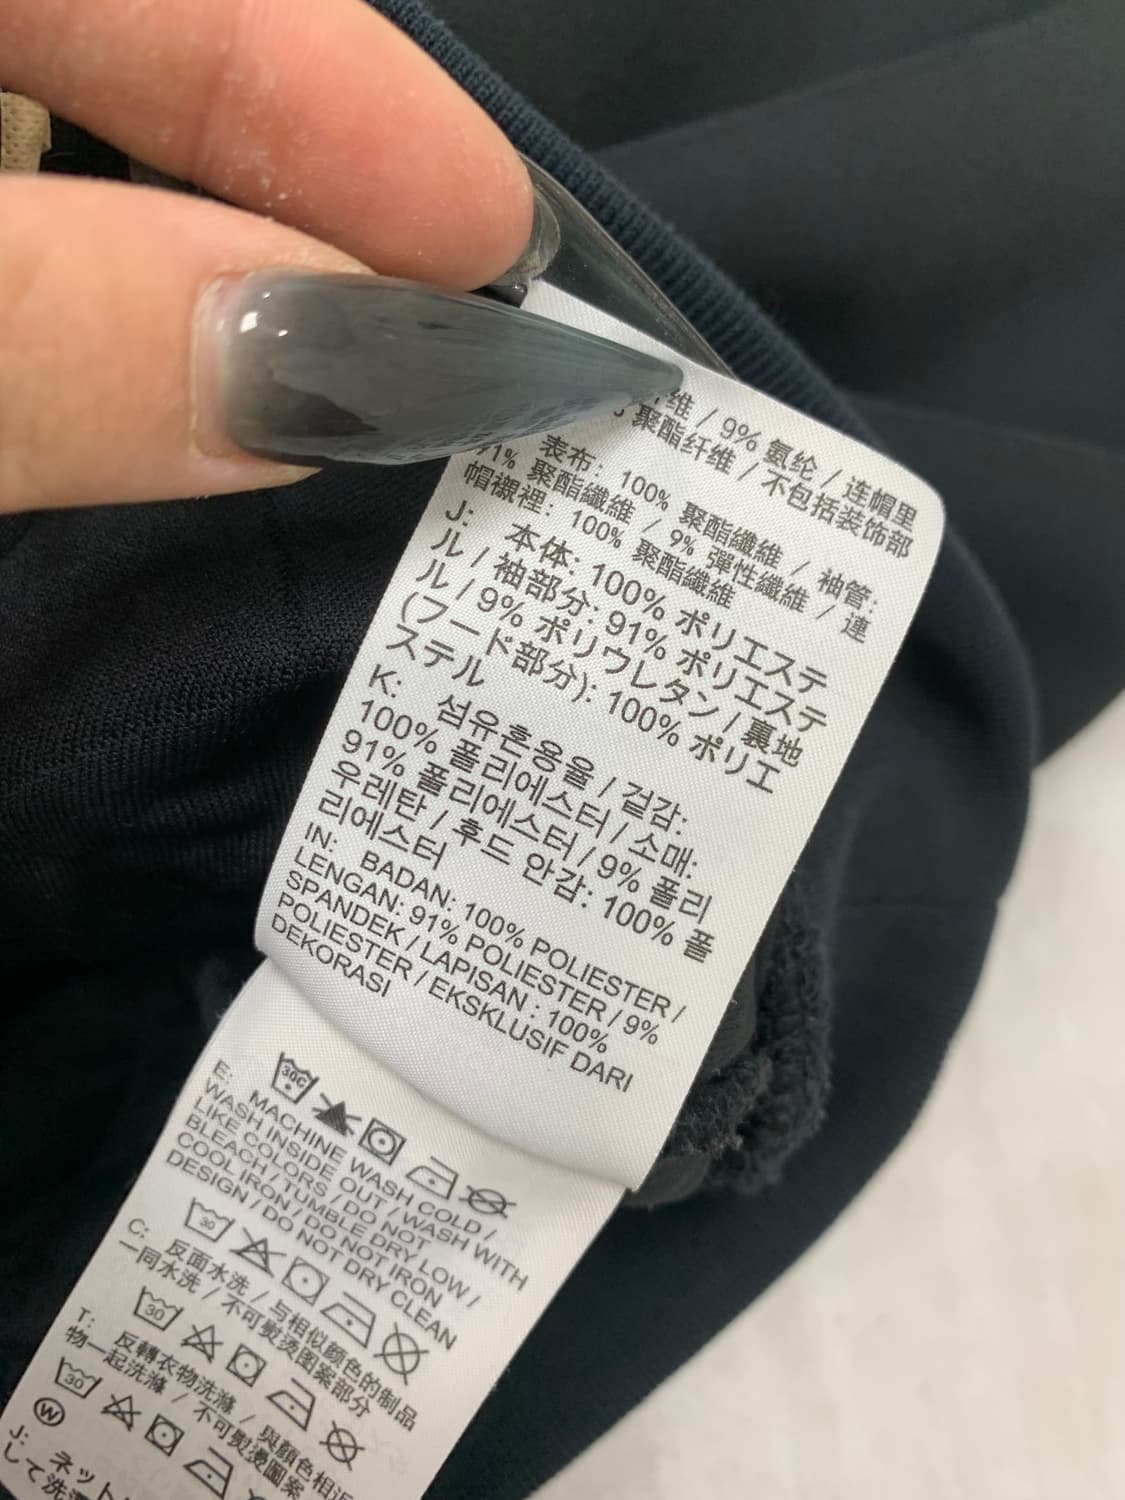 维 / 9% 氨纶 / 连帽里
聚酯纤维 / 不包括装饰部
表布: 100% 聚酯纖維 / 袖管:
91% 聚酯纖維 / 9% 彈性纖維 / 連
帽襯裡: 100% 聚酯纖維
J: 本体: 100% ポリエステ
ル / 袖部分: 91% ポリエステ
ル / 9% ポリウレタン / 裏地
(フード部分): 100% ポリエ
ステル
K: 섬유혼용율 / 겉감:
100% 폴리에스터 / 소매:
91% 폴리에스터 / 9% 폴리
우레탄 / 후드 안감: 100% 폴
리에스터
IN: BADAN: 100% POLIESTER /
LENGAN: 91% POLIESTER / 9%
SPANDEK / LAPISAN : 100%
POLIESTER / EKSKLUSIF DARI
DEKORASI
30C
E: MACHINE WASH COLD /
WASH INSIDE OUT / WASH WITH
LIKE COLORS / DO NOT
BLEACH / TUMBLE DRY, LOW /
COOL IRON / DO NOT IRON
DESIGN / DO NOT DRY CLEAN
30
C: 反面水洗 / 与相似颜色的制品
一同水洗 / 不可熨烫图案部分
30
T: 反轉衣物洗滌 / 與顏色相近
物一起洗滌 / 不可熨燙圖案
30
W
J: ネット
して洗濯